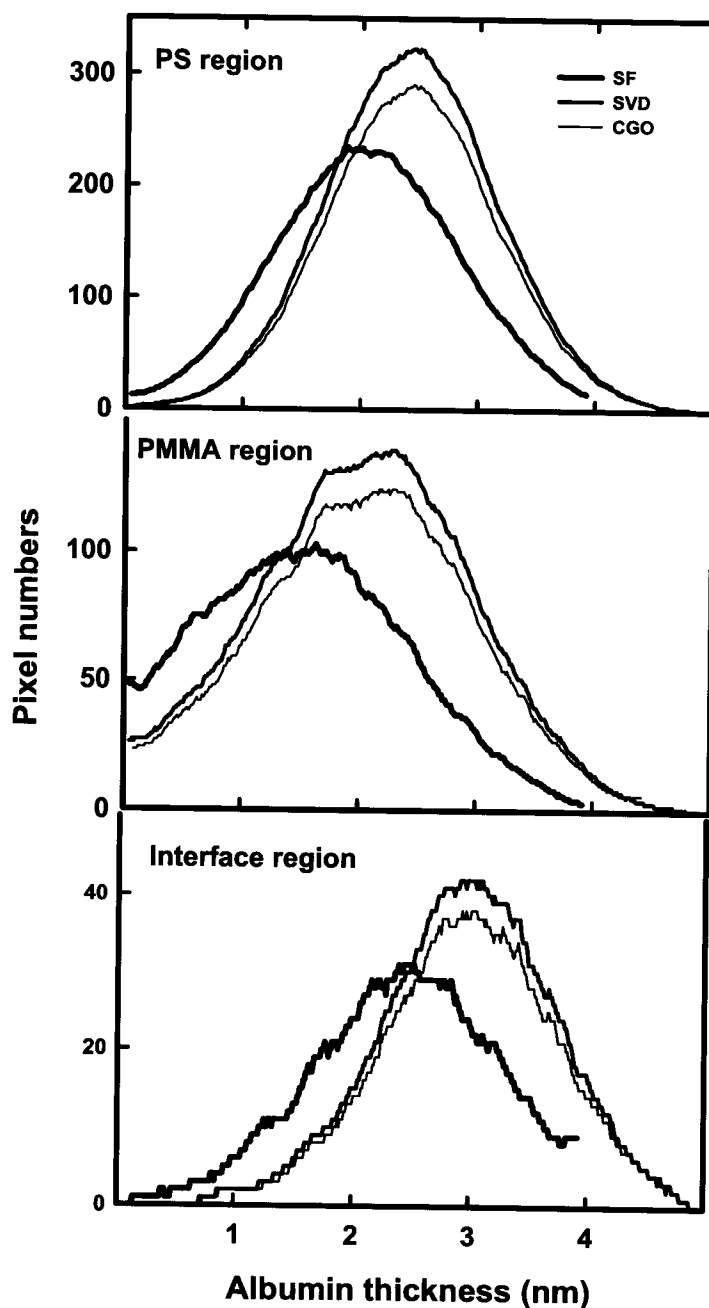 PS region
SF
SVD
CGO
300
200
100
0
PMMA region
100
50
0
Interface region
40
20
0
1 2 3 4
Pixel numbers
Albumin thickness (nm)